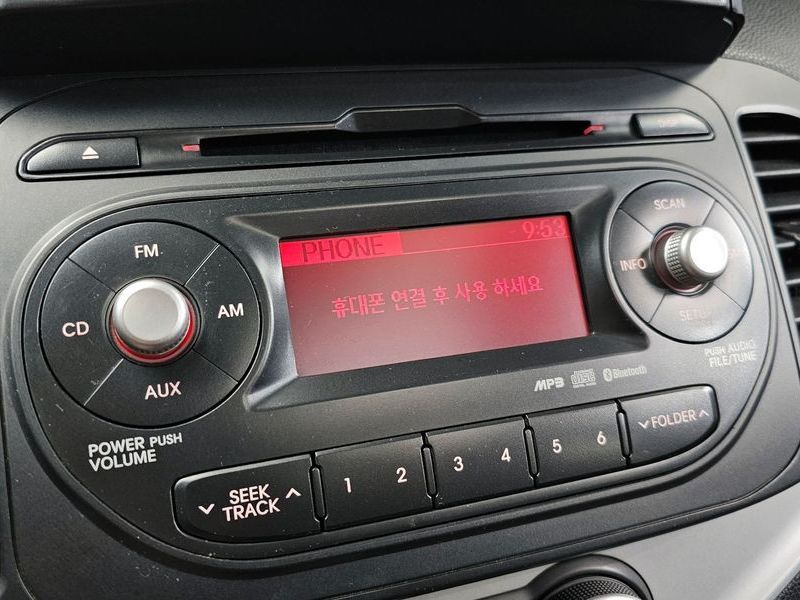 PHONE 9:53
휴대폰 연결 후 사용 하세요
FM
CD
AM
AUX
POWER PUSH
VOLUME
SCAN
INFO
SETUP
PUSH AUDIO
FILE/TUNE
MP3 disc Bluetooth
SEEK
TRACK
1 2
3 4
5 6
FOLDER